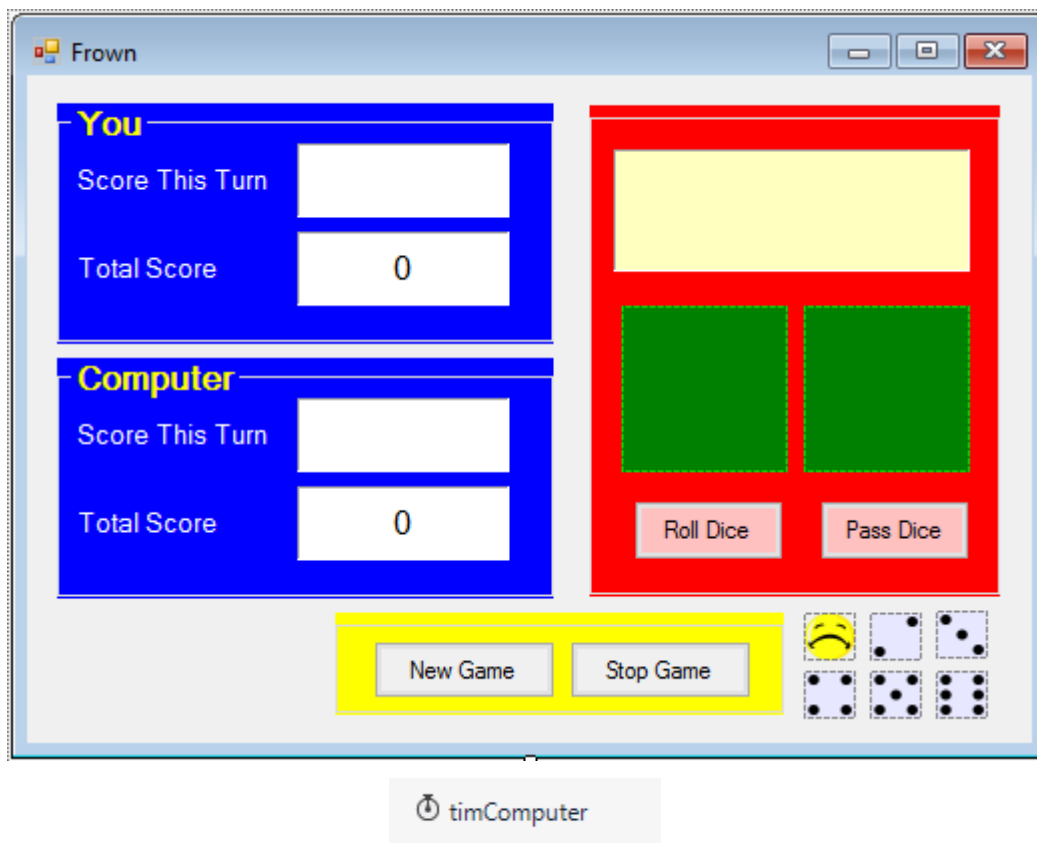 Frown
You
Score This Turn
Total Score 0
Computer
Score This Turn
Total Score 0
Roll Dice Pass Dice
New Game Stop Game
timComputer